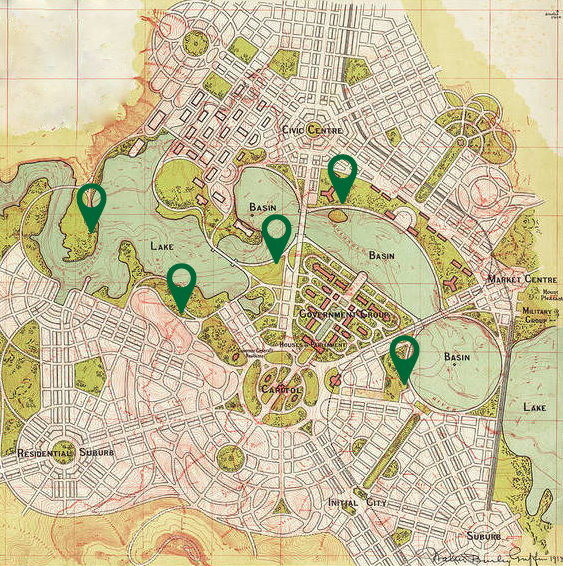 Civic Centre
Basin
Lake
Basin
Market Centre
Military
Group
Government Group
Houses of Parliament
Basin
Capitol
Lake
Residential Suburb
Initial City
Suburb
Walter Burley Griffin 191